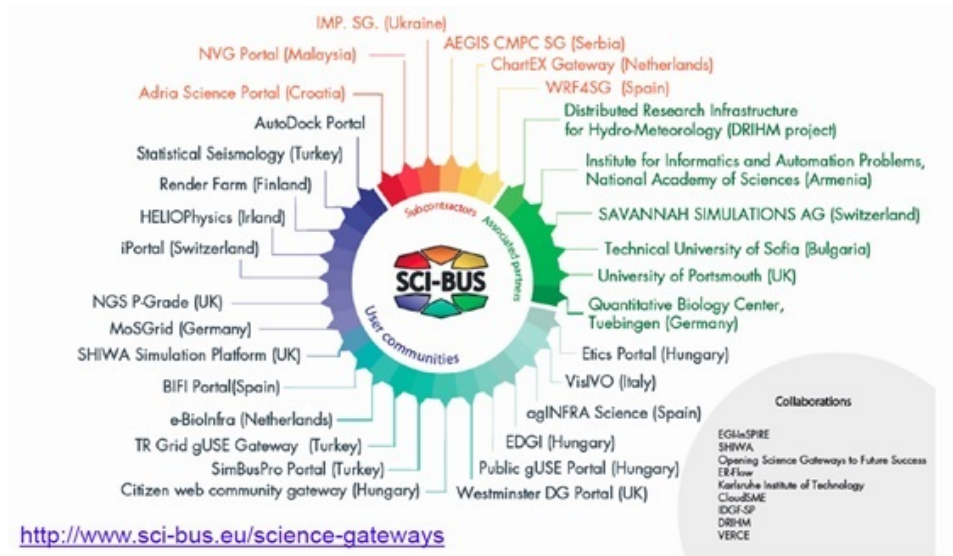 IMP. SG. (Ukraine)
NVG Portal (Malaysia)
AEGIS CMPC SG (Serbia)
ChartEX Gateway (Netherlands)
Adria Science Portal (Croatia)
WRF4SG (Spain)
AutoDock Portal
Distributed Research Infrastructure
for Hydro-Meteorology (DRIHM project)
Statistical Seismology (Turkey)
Institute for Informatics and Automation Problems,
National Academy of Sciences (Armenia)
Render Farm (Finland)
HELIOPhysics (Irland)
SAVANNAH SIMULATIONS AG (Switzerland)
iPortal (Switzerland)
Technical University of Sofia (Bulgaria)
University of Portsmouth (UK)
NGS P-Grade (UK)
Quantitative Biology Center,
Tuebingen (Germany)
MoSGrid (Germany)
SHIWA Simulation Platform (UK)
Etics Portal (Hungary)
BIFI Portal(Spain)
VisIVO (Italy)
e-BioInfra (Netherlands)
agINFRA Science (Spain)
TR Grid gUSE Gateway (Turkey)
EDGI (Hungary)
SimBusPro Portal (Turkey)
Public gUSE Portal (Hungary)
Citizen web community gateway (Hungary)
Westminster DG Portal (UK)
Subcontractors
Associated partners
SCI-BUS
User communities
Collaborations
EGI-InSPIRE
SHIWA
Opening Science Gateways to Future Success
ER-Flow
Karlsruhe Institute of Technology
CloudSME
IDGF-SP
DRIHM
VERCE
http://www.sci-bus.eu/science-gateways